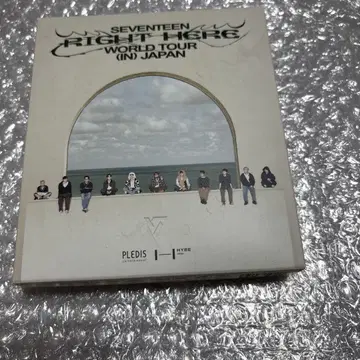 SEVENTEEN
RIGHT HERE
WORLD TOUR
⟨IN⟩ JAPAN
PLEDIS
HYBE